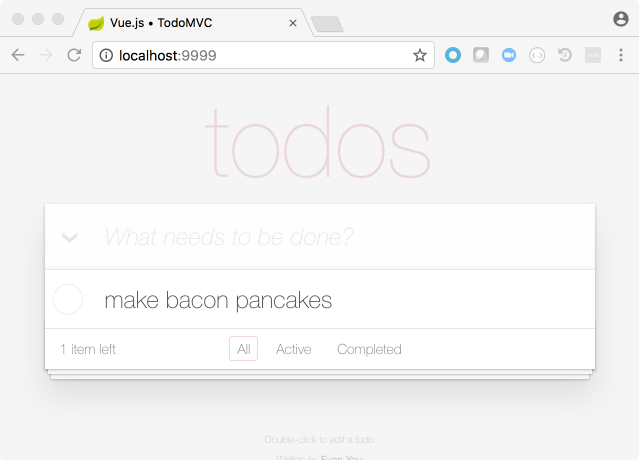 Vue.js • TodoMVC
localhost:9999
todos
What needs to be done?
make bacon pancakes
1 item left All Active Completed
Double-click to edit a todo
Written by Evan You